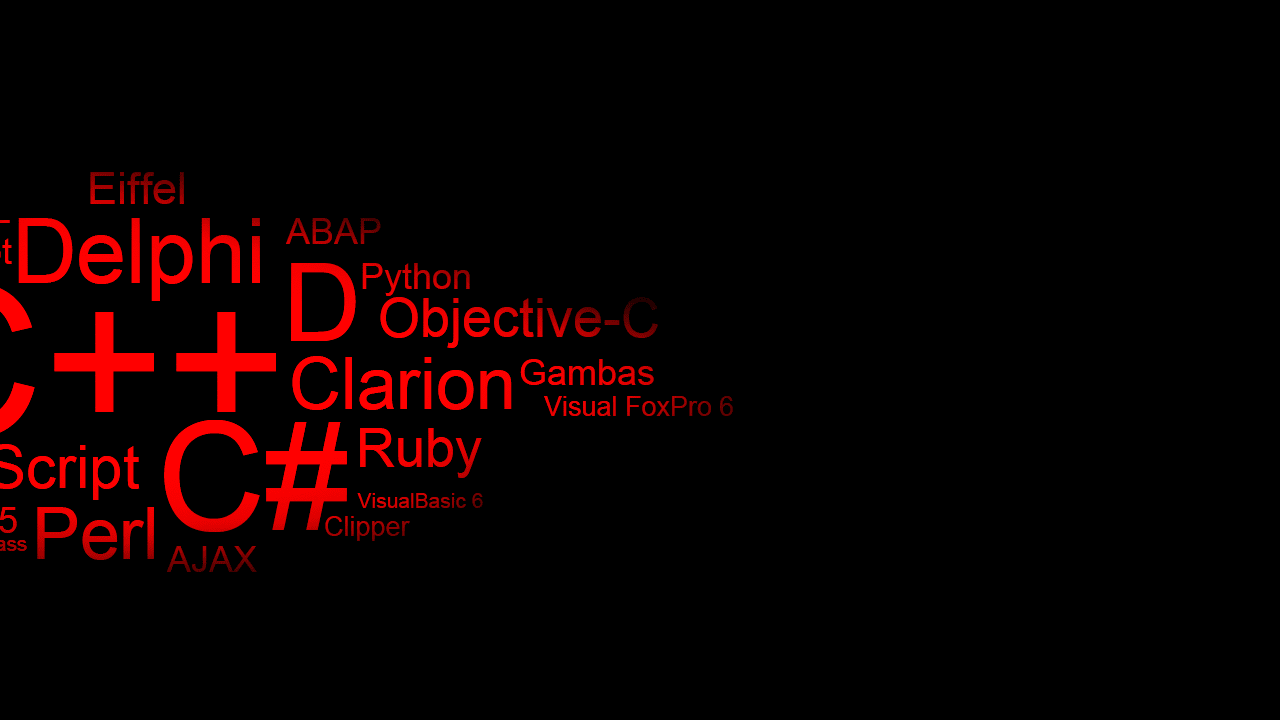 Eiffel
Delphi
ABAP
t
Python
D
Objective-C
C++
Clarion
Gambas
Visual FoxPro 6
Script
C#
Ruby
VisualBasic 6
5
Perl
Clipper
ass
AJAX